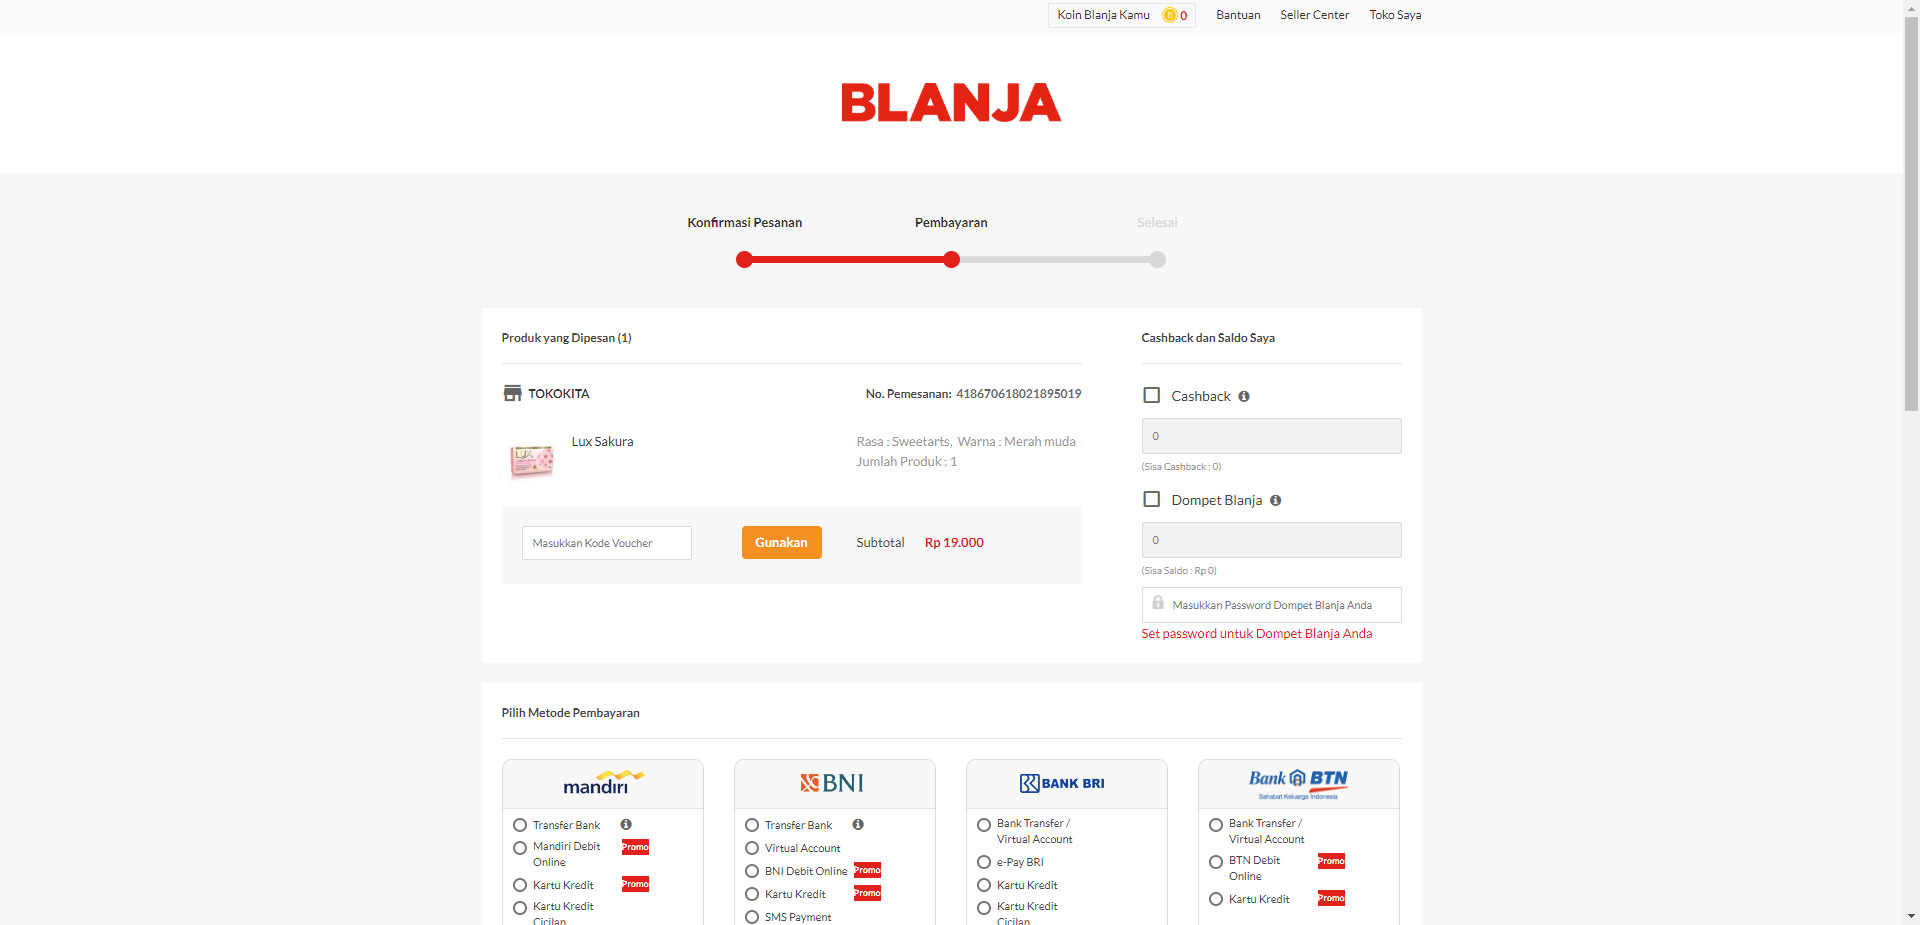 Koin Blanja Kamu 0 Bantuan Seller Center Toko Saya
BLANJA
Konfirmasi Pesanan Pembayaran Selesai
Produk yang Dipesan (1)
TOKOKITA No. Pemesanan: 418670618021895019
LUX
Lux Sakura Rasa : Sweetarts, Warna : Merah muda
Jumlah Produk : 1
Masukkan Kode Voucher Gunakan Subtotal Rp 19.000
Cashback dan Saldo Saya
Cashback
0
(Sisa Cashback : 0)
Dompet Blanja
0
(Sisa Saldo : Rp 0)
Masukkan Password Dompet Blanja Anda
Set password untuk Dompet Blanja Anda
Pilih Metode Pembayaran
mandiri
Transfer Bank
Mandiri Debit Promo
Online
Kartu Kredit Promo
Kartu Kredit
Cicilan
BNI
Transfer Bank
Virtual Account
BNI Debit Online Promo
Kartu Kredit Promo
SMS Payment
BANK BRI
Bank Transfer /
Virtual Account
e-Pay BRI
Kartu Kredit
Kartu Kredit
Cicilan
Bank BTN
Sahabat Keluarga Indonesia
Bank Transfer /
Virtual Account
BTN Debit Promo
Online
Kartu Kredit Promo